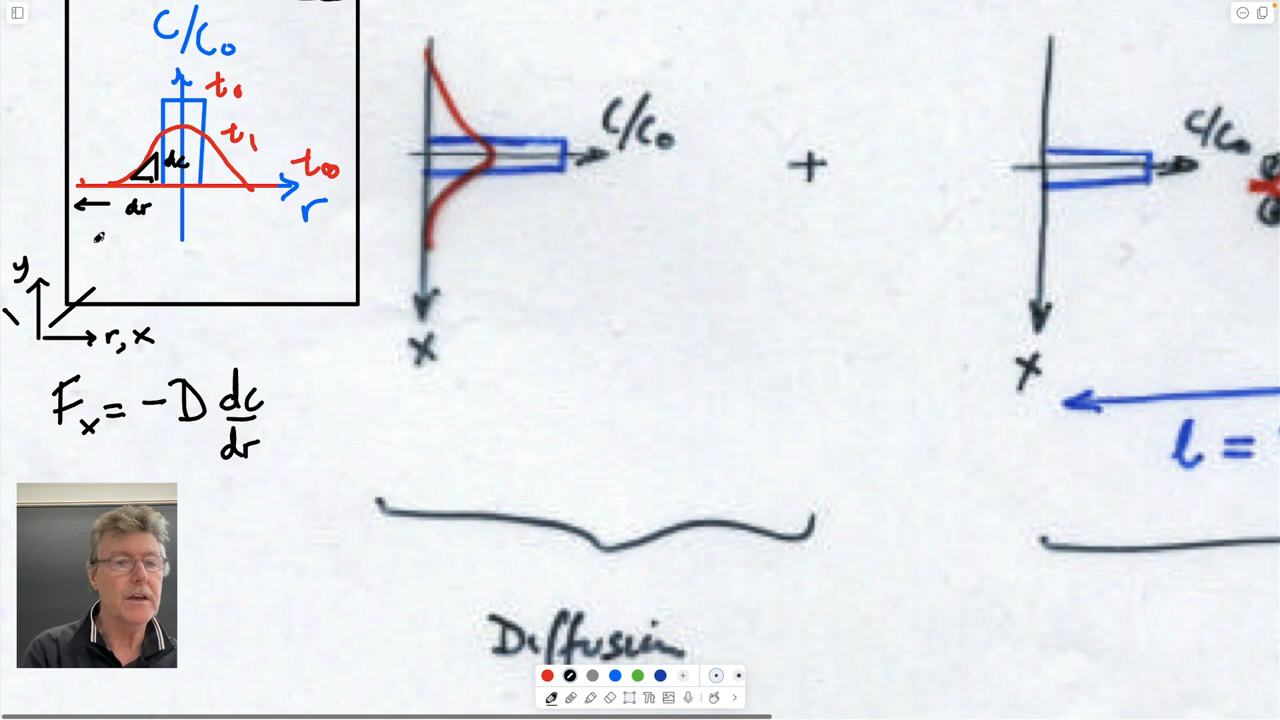 C/C₀
t₀
t₁
dc
t∞
dr
r
y
r, x
Fₓ = -D dc/dr
C/C₀
x
+
Diffusion
C/C₀
x
l =